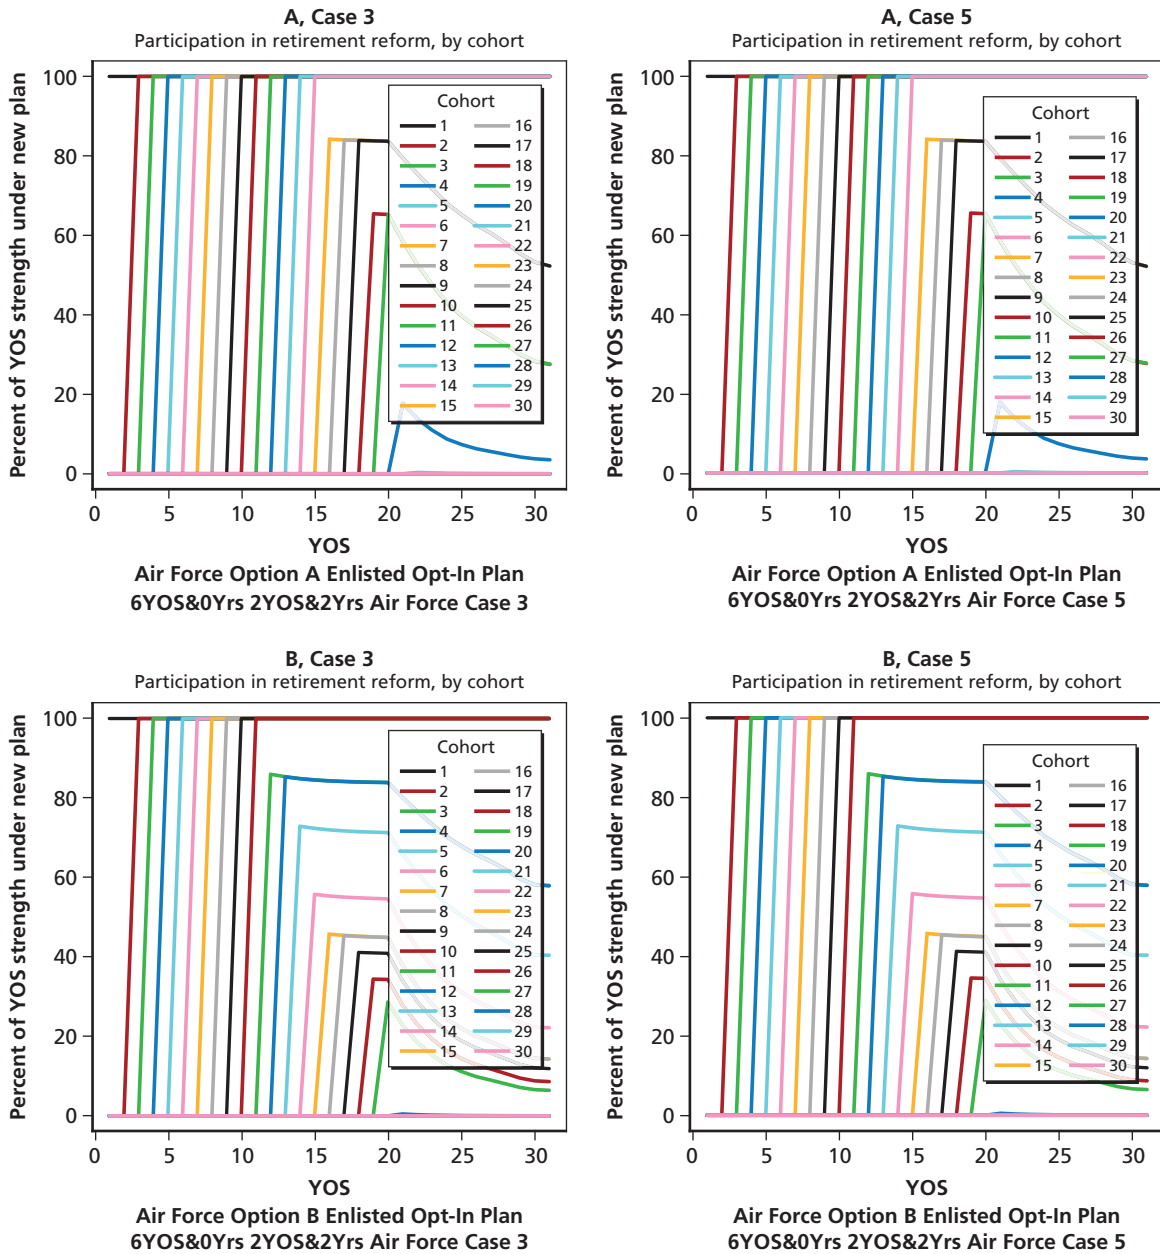 A, Case 3
Participation in retirement reform, by cohort
Percent of YOS strength under new plan
100
80
60
40
20
0
Cohort
1 16
2 17
3 18
4 19
5 20
6 21
7 22
8 23
9 24
10 25
11 26
12 27
13 28
14 29
15 30
0 5 10 15 20 25 30
YOS
Air Force Option A Enlisted Opt-In Plan
6YOS&0Yrs 2YOS&2Yrs Air Force Case 3
A, Case 5
Participation in retirement reform, by cohort
Percent of YOS strength under new plan
100
80
60
40
20
0
Cohort
1 16
2 17
3 18
4 19
5 20
6 21
7 22
8 23
9 24
10 25
11 26
12 27
13 28
14 29
15 30
0 5 10 15 20 25 30
YOS
Air Force Option A Enlisted Opt-In Plan
6YOS&0Yrs 2YOS&2Yrs Air Force Case 5
B, Case 3
Participation in retirement reform, by cohort
Percent of YOS strength under new plan
100
80
60
40
20
0
Cohort
1 16
2 17
3 18
4 19
5 20
6 21
7 22
8 23
9 24
10 25
11 26
12 27
13 28
14 29
15 30
0 5 10 15 20 25 30
YOS
Air Force Option B Enlisted Opt-In Plan
6YOS&0Yrs 2YOS&2Yrs Air Force Case 3
B, Case 5
Participation in retirement reform, by cohort
Percent of YOS strength under new plan
100
80
60
40
20
0
Cohort
1 16
2 17
3 18
4 19
5 20
6 21
7 22
8 23
9 24
10 25
11 26
12 27
13 28
14 29
15 30
0 5 10 15 20 25 30
YOS
Air Force Option B Enlisted Opt-In Plan
6YOS&0Yrs 2YOS&2Yrs Air Force Case 5